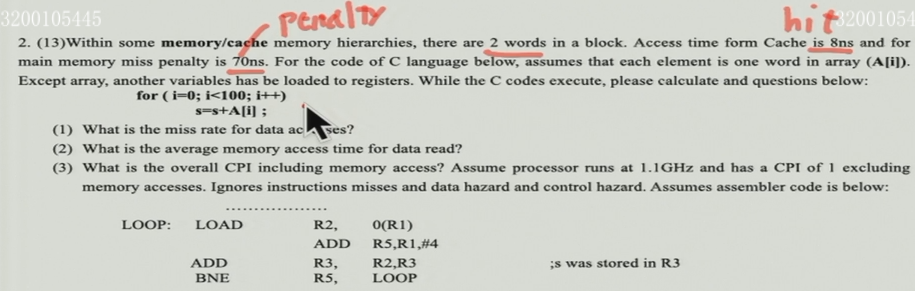 3200105445
penalty
hit
32001054
2. (13)Within some memory/cache memory hierarchies, there are 2 words in a block. Access time form Cache is 8ns and for
main memory miss penalty is 70ns. For the code of C language below, assumes that each element is one word in array (A[i]).
Except array, another variables has be loaded to registers. While the C codes execute, please calculate and questions below:
for ( i=0; i<100; i++)
s=s+A[i] ;
(1) What is the miss rate for data ac ses?
(2) What is the average memory access time for data read?
(3) What is the overall CPI including memory access? Assume processor runs at 1.1GHz and has a CPI of 1 excluding
memory accesses. Ignores instructions misses and data hazard and control hazard. Assumes assembler code is below:
..................
LOOP: LOAD R2, 0(R1)
ADD R5,R1,#4
ADD R3, R2,R3 ;s was stored in R3
BNE R5, LOOP